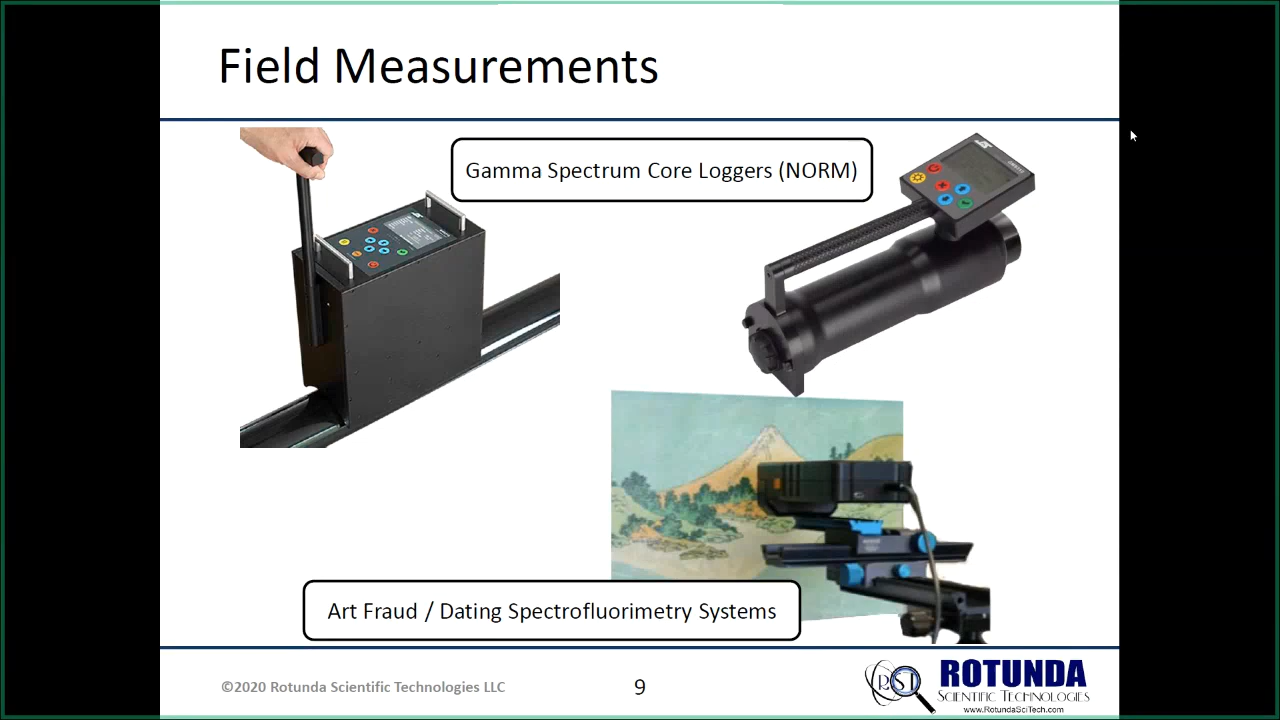 Field Measurements
Gamma Spectrum Core Loggers (NORM)
Art Fraud / Dating Spectrofluorimetry Systems
©2020 Rotunda Scientific Technologies LLC
9
RST
ROTUNDA
SCIENTIFIC TECHNOLOGIES
www.RotundaSciTech.com